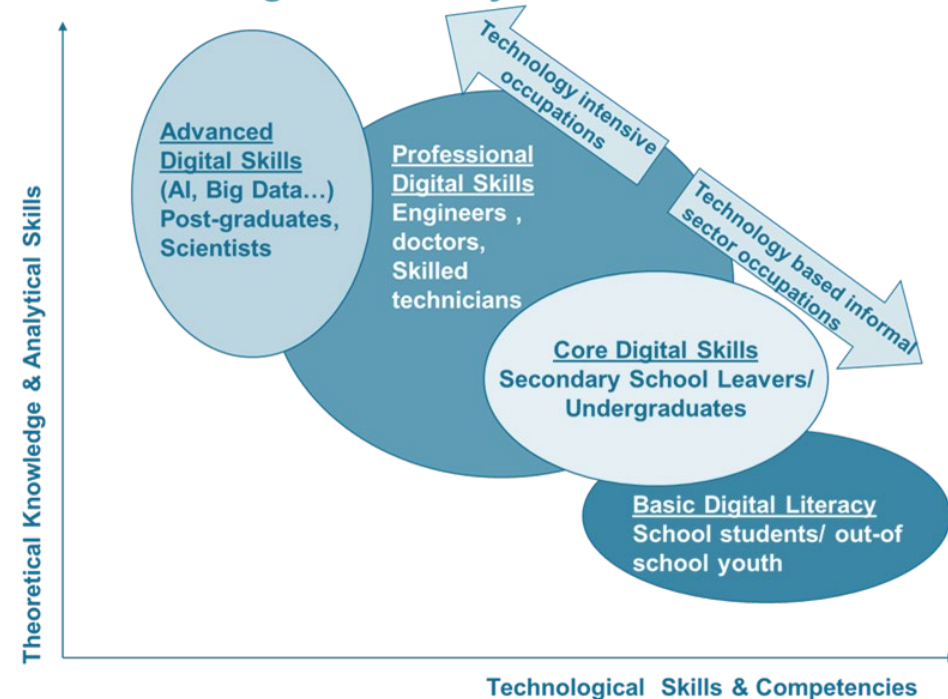 Technology intensive
occupations
Technology based informal
sector occupations
Advanced
Digital Skills
(AI, Big Data...)
Post-graduates,
Scientists
Professional
Digital Skills
Engineers ,
doctors,
Skilled
technicians
Core Digital Skills
Secondary School Leavers/
Undergraduates
Basic Digital Literacy
School students/ out-of
school youth
Theoretical Knowledge & Analytical Skills
Technological Skills & Competencies